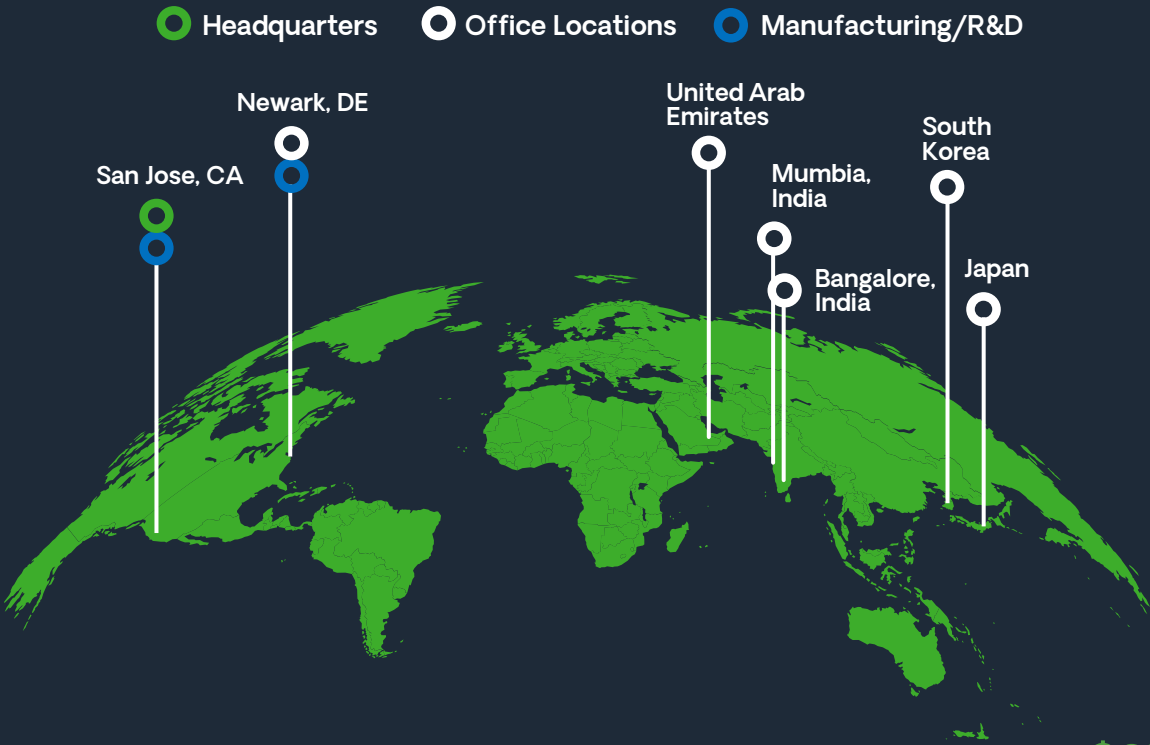 Headquarters
Office Locations
Manufacturing/R&D
Newark, DE
San Jose, CA
United Arab
Emirates
Mumbia,
India
Bangalore,
India
South
Korea
Japan